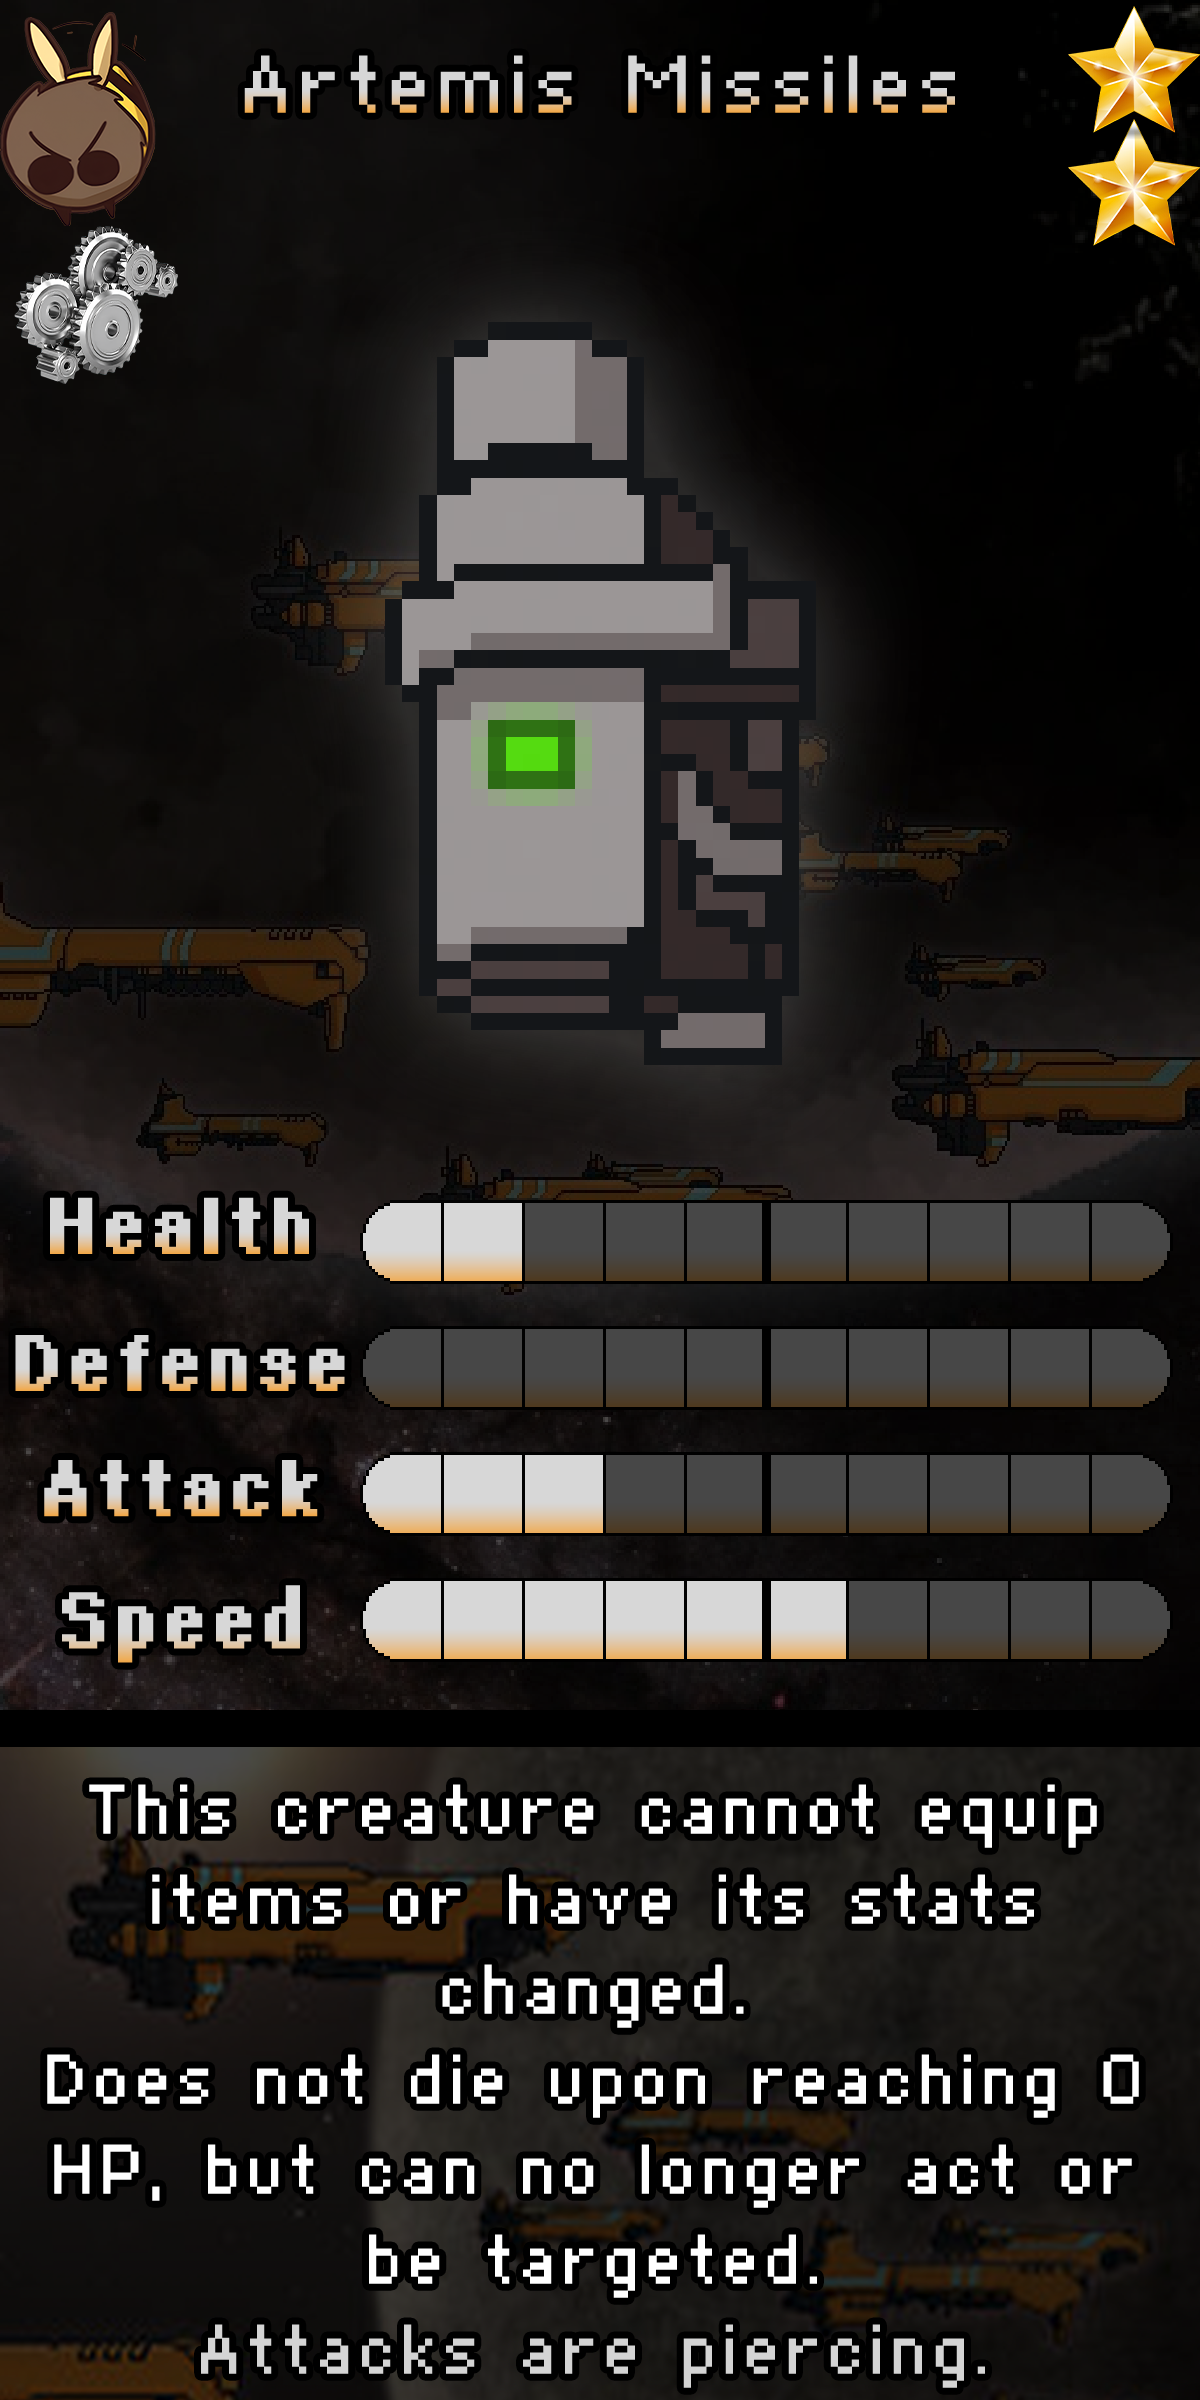 Artemis Missiles
Health
Defense
Attack
Speed
This creature cannot equip
items or have its stats
changed.
Does not die upon reaching 0
HP, but can no longer act or
be targeted.
Attacks are piercing.